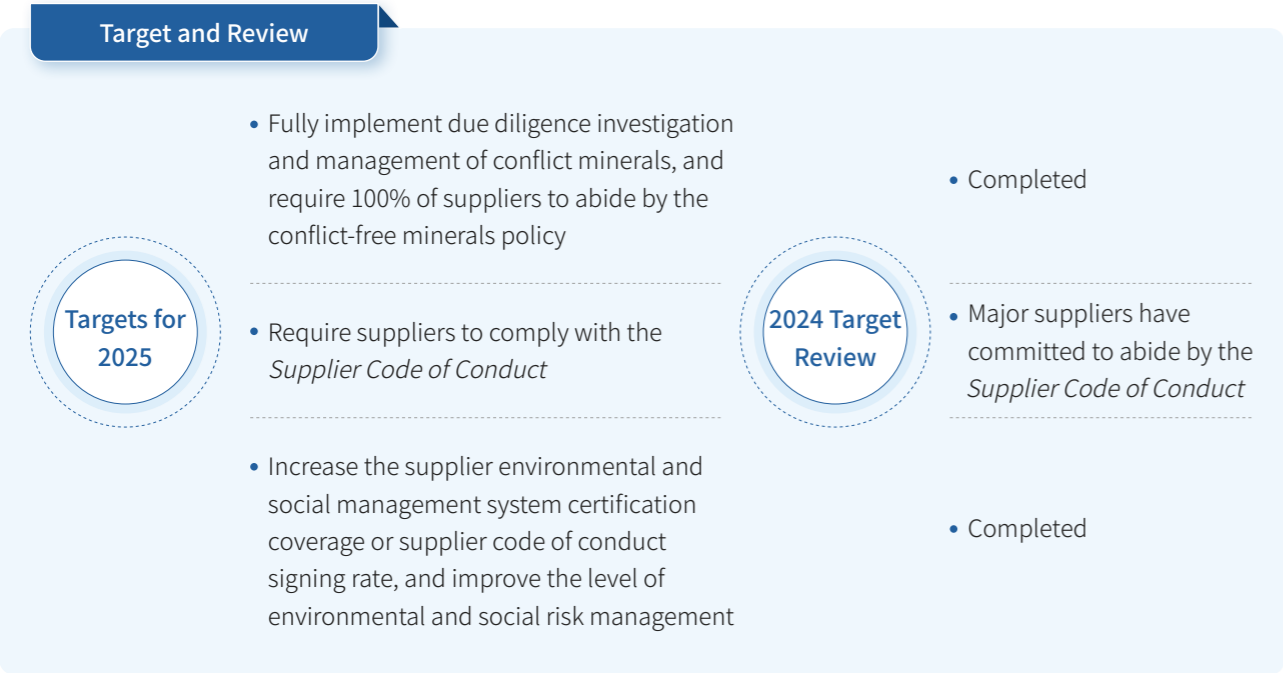 Target and Review
Targets for
2025
• Fully implement due diligence investigation
and management of conflict minerals, and
require 100% of suppliers to abide by the
conflict-free minerals policy
• Require suppliers to comply with the
Supplier Code of Conduct
• Increase the supplier environmental and
social management system certification
coverage or supplier code of conduct
signing rate, and improve the level of
environmental and social risk management
2024 Target
Review
• Completed
• Major suppliers have
committed to abide by the
Supplier Code of Conduct
• Completed